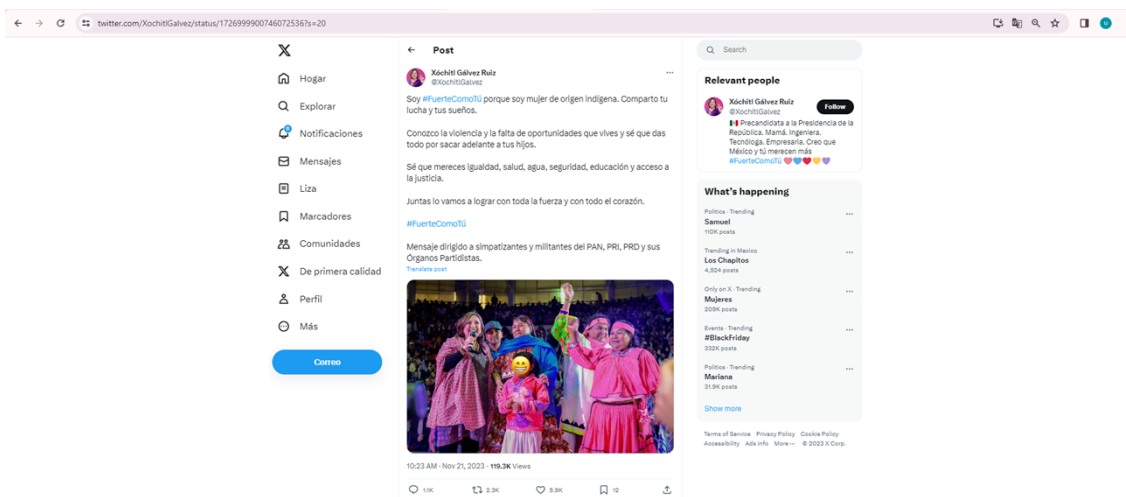 twitter.com/XochitlGalvez/status/1726999900746072536?s=20
Hogar
Explorar
Notificaciones
Mensajes
Liza
Marcadores
Comunidades
De primera calidad
Perfil
Más
Correo
Post
Xóchitl Gálvez Ruiz
@XochitlGalvez
Soy #FuerteComoTú porque soy mujer de origen indígena. Comparto tu
lucha y tus sueños.
Conozco la violencia y la falta de oportunidades que vives y sé que das
todo por sacar adelante a tus hijos.
Sé que mereces igualdad, salud, agua, seguridad, educación y acceso a
la justicia.
Juntas lo vamos a lograr con toda la fuerza y con todo el corazón.
#FuerteComoTú
Mensaje dirigido a simpatizantes y militantes del PAN, PRI, PRD y sus
Órganos Partidistas.
Translate post
10:23 AM · Nov 21, 2023 · 119.3K Views
1.1K 2.3K 5.9K 12
Search
Relevant people
Xóchitl Gálvez Ruiz
@XochitlGalvez
Follow
Precandidata a la Presidencia de la
República. Mamá. Ingeniera.
Tecnóloga. Empresaria. Creo que
México y tú merecen más
#FuerteComoTú
What's happening
Politics · Trending
Samuel
110K posts
Trending in Mexico
Los Chapitos
4,524 posts
Only on X · Trending
Mujeres
209K posts
Events · Trending
#BlackFriday
332K posts
Politics · Trending
Mariana
31.9K posts
Show more
Terms of Service Privacy Policy Cookie Policy
Accessibility Ads info More ... © 2023 X Corp.